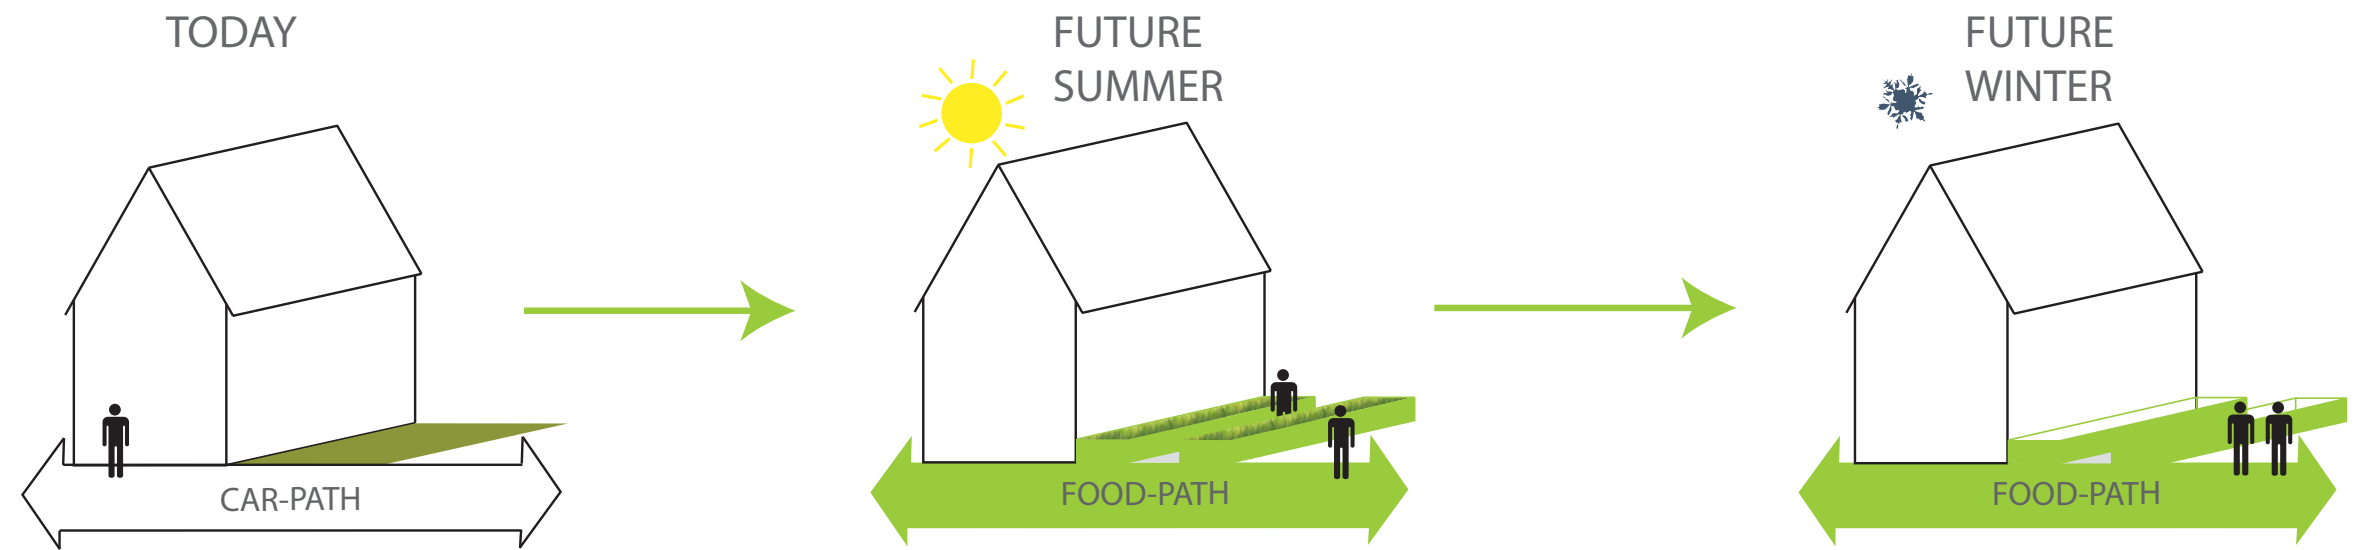 TODAY
CAR-PATH
FUTURE
SUMMER
FOOD-PATH
FUTURE
WINTER
FOOD-PATH